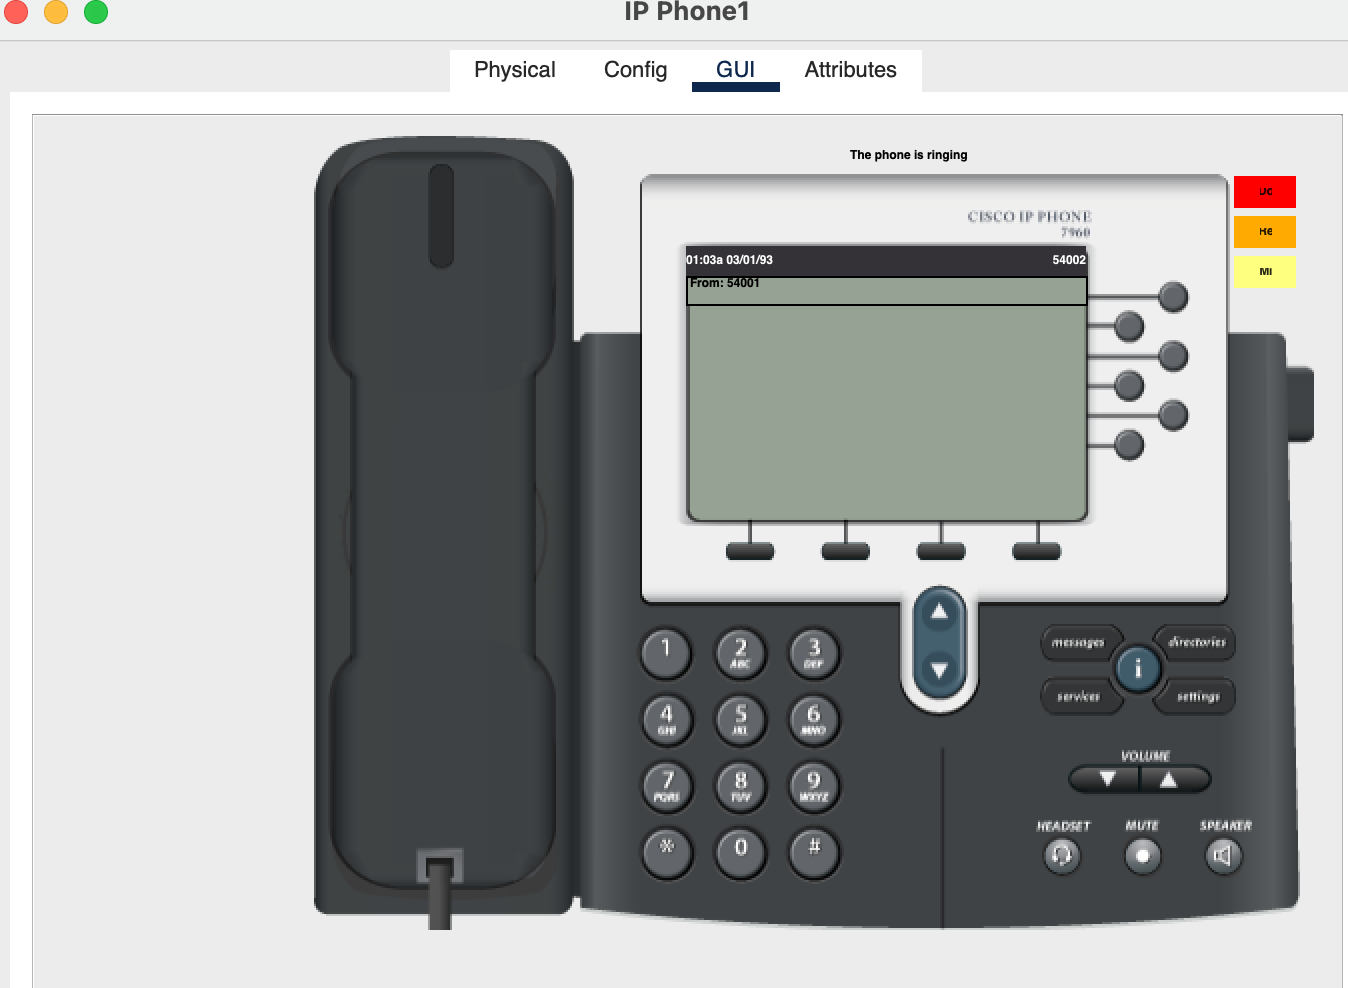 IP Phone1
Physical Config GUI Attributes
The phone is ringing
CISCO IP PHONE
7960
01:03a 03/01/93 54002
From: 54001
Do
He
Mi
1
2 ABC
3 DEF
4 GHI
5 JKL
6 MNO
7 PQRS
8 TUV
9 WXYZ
*
0
#
messages directories
i
services settings
VOLUME
HEADSET MUTE SPEAKER